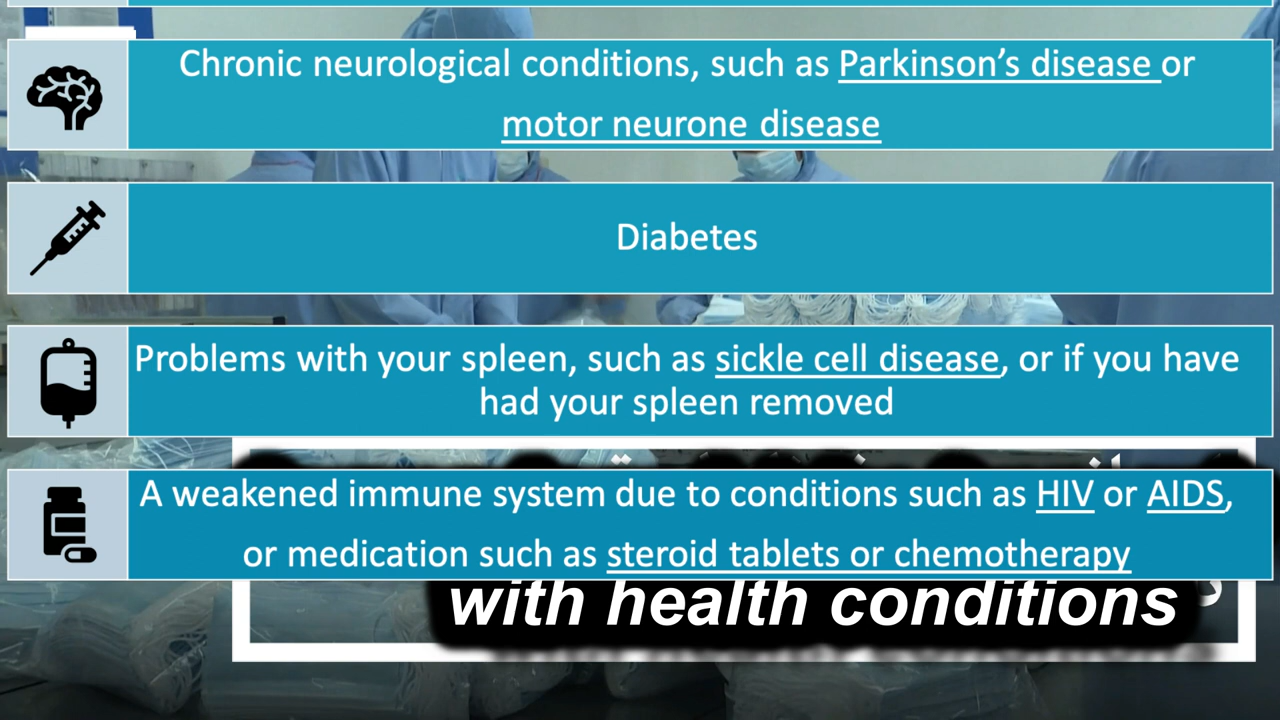 Chronic neurological conditions, such as Parkinson’s disease or
motor neurone disease
Diabetes
Problems with your spleen, such as sickle cell disease, or if you have
had your spleen removed
A weakened immune system due to conditions such as HIV or AIDS,
or medication such as steroid tablets or chemotherapy
with health conditions